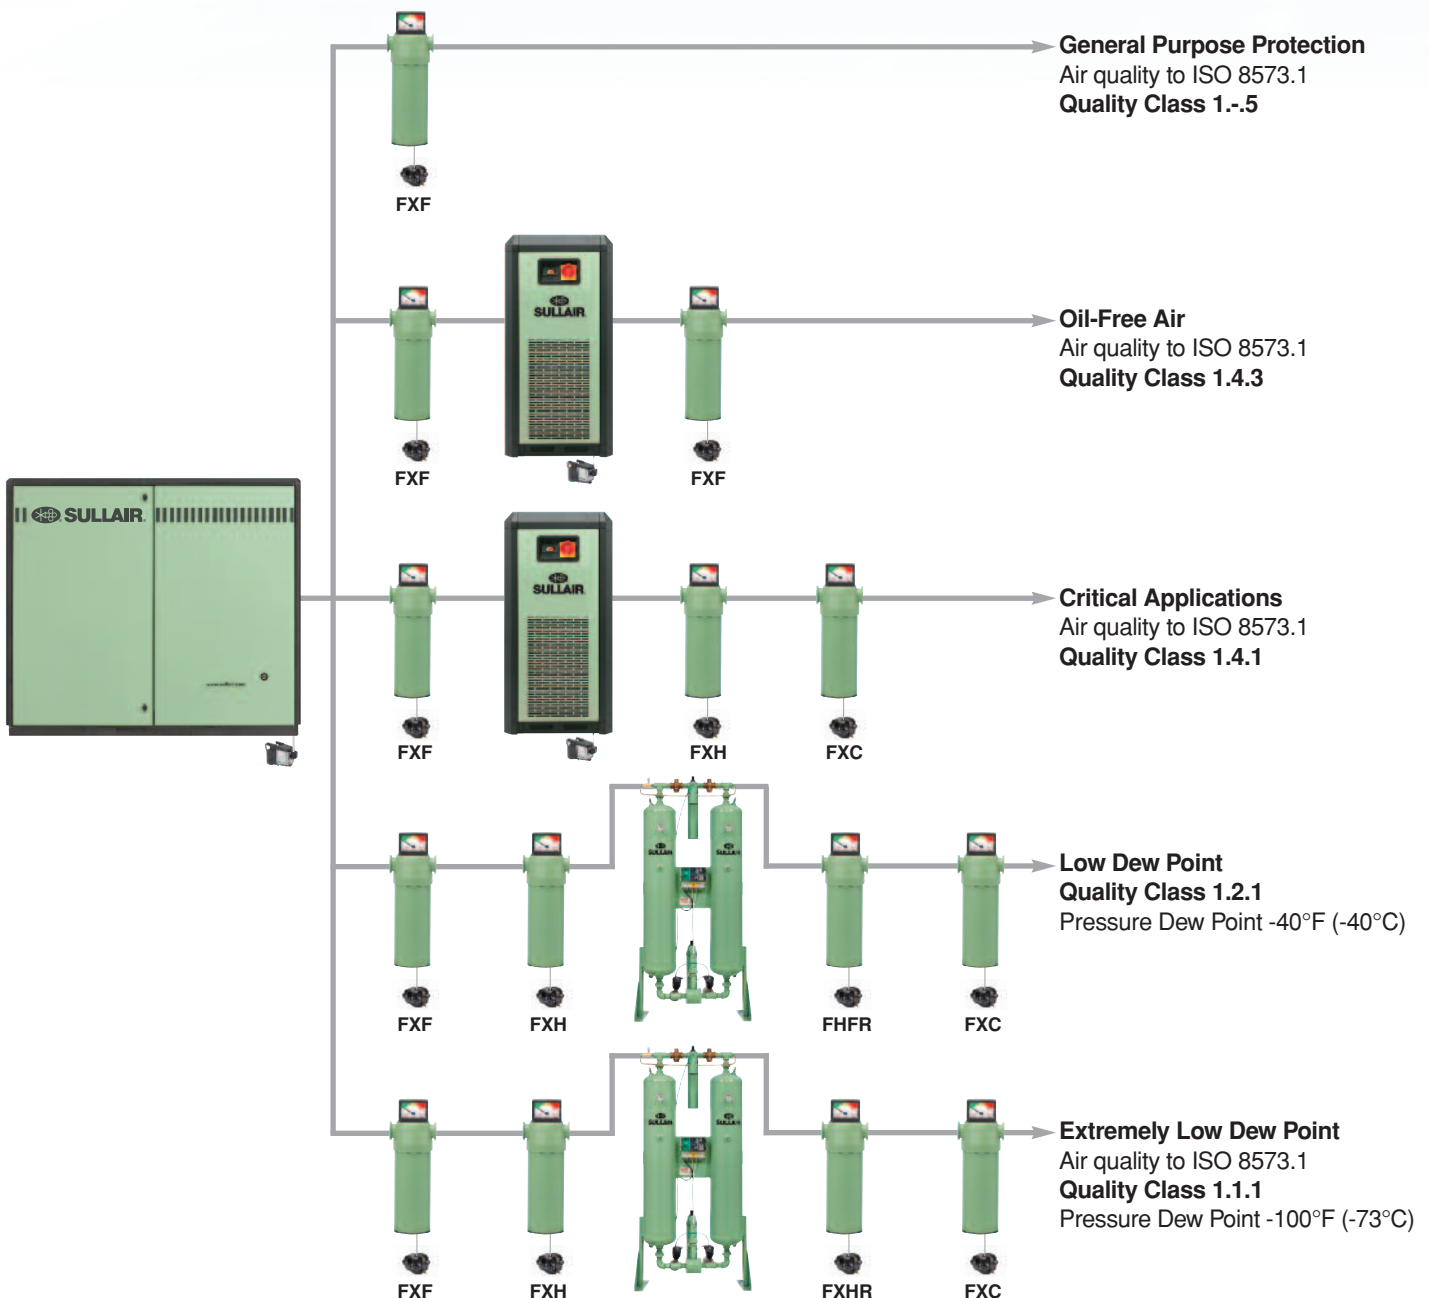 General Purpose Protection
Air quality to ISO 8573.1
Quality Class 1.-.5
FXF
SULLAIR
Oil-Free Air
Air quality to ISO 8573.1
Quality Class 1.4.3
FXF
FXF
SULLAIR
SULLAIR
Critical Applications
Air quality to ISO 8573.1
Quality Class 1.4.1
FXF
FXH
FXC
SULLAIR
SULLAIR
Low Dew Point
Quality Class 1.2.1
Pressure Dew Point -40°F (-40°C)
FXF
FXH
FHFR
FXC
SULLAIR
SULLAIR
Extremely Low Dew Point
Air quality to ISO 8573.1
Quality Class 1.1.1
Pressure Dew Point -100°F (-73°C)
FXF
FXH
FXHR
FXC